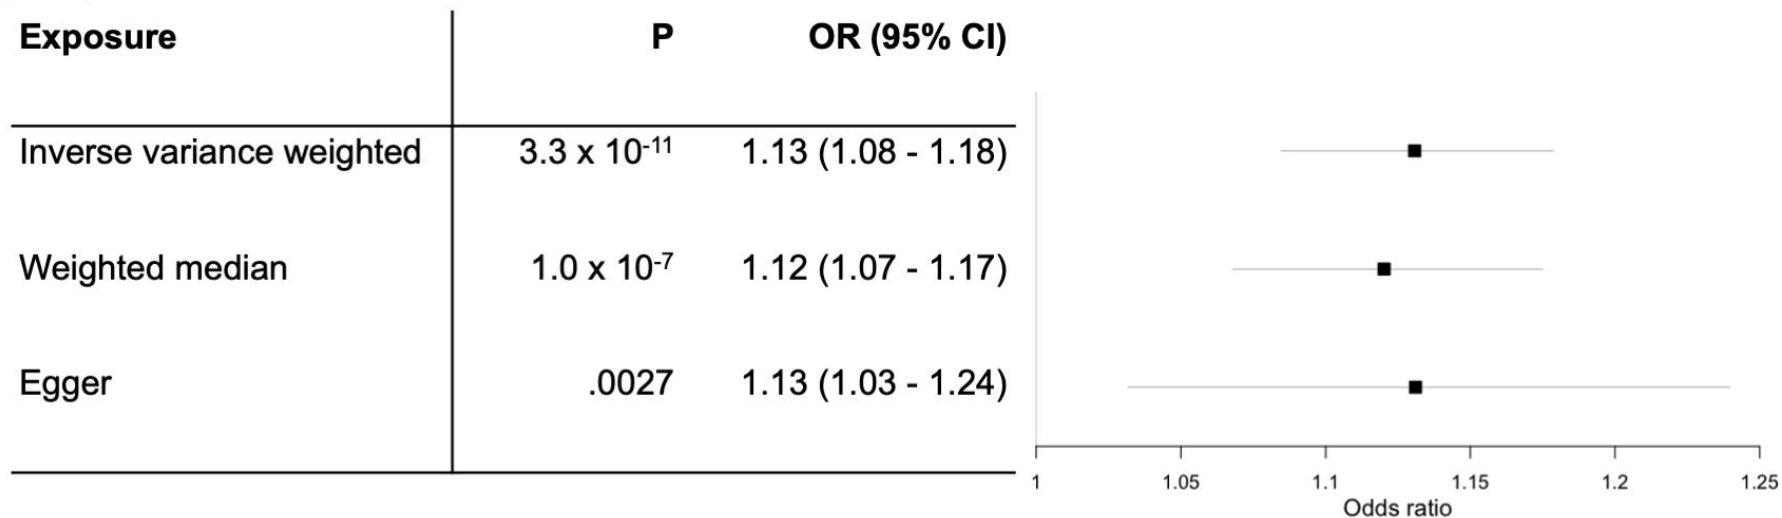 Exposure P OR (95% CI)
Inverse variance weighted 3.3 x 10⁻¹¹ 1.13 (1.08 - 1.18)
Weighted median 1.0 x 10⁻⁷ 1.12 (1.07 - 1.17)
Egger .0027 1.13 (1.03 - 1.24)
1 1.05 1.1 1.15 1.2 1.25
Odds ratio